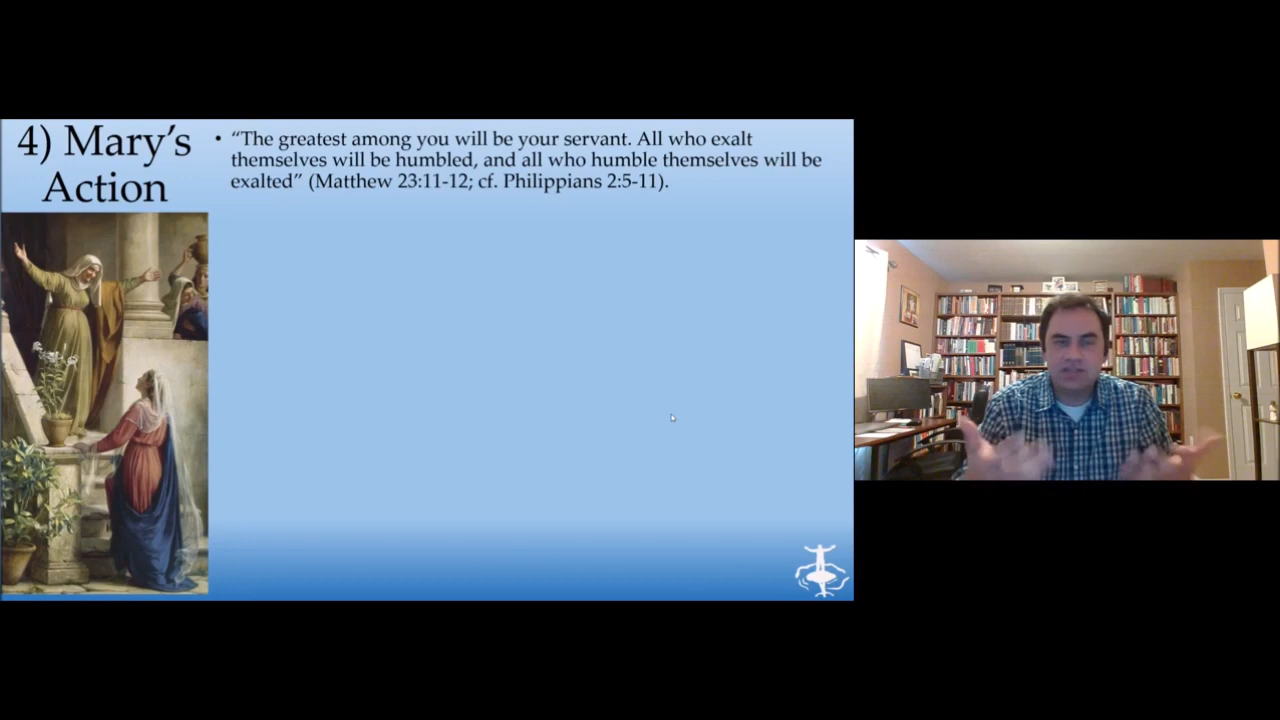 4) Mary’s
Action
• “The greatest among you will be your servant. All who exalt
themselves will be humbled, and all who humble themselves will be
exalted” (Matthew 23:11-12; cf. Philippians 2:5-11).